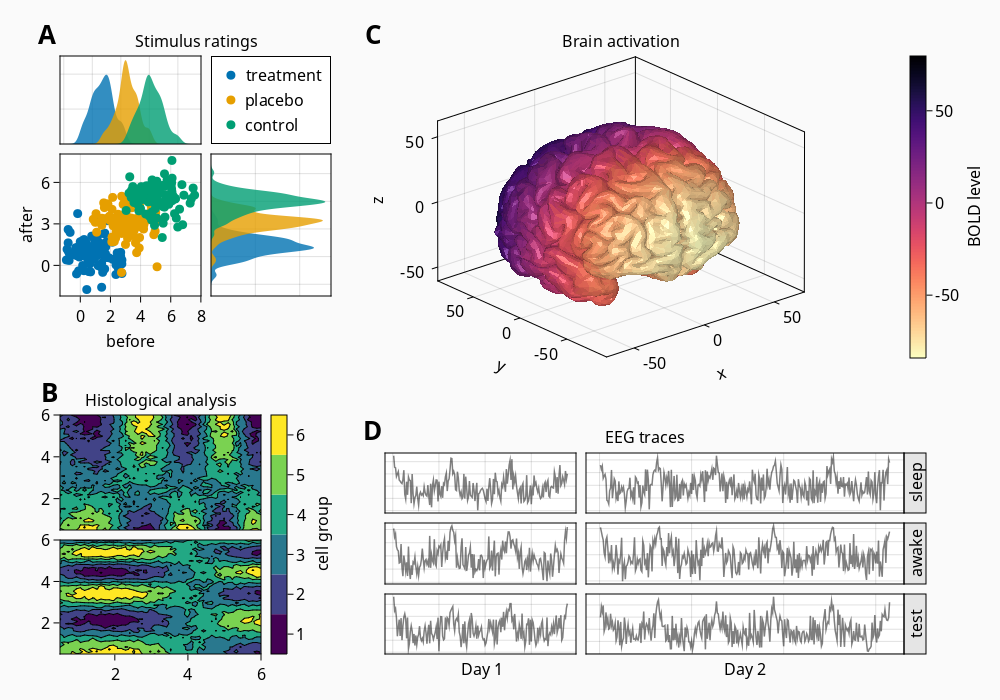 A
Stimulus ratings
treatment
placebo
control
6
3
0
after
0 2 4 6 8
before
C
Brain activation
50
0
-50
z
50
0
-50
y
-50
0
50
x
50
0
-50
BOLD level
B
Histological analysis
6
4
2
6
4
2
2 4 6
6
5
4
3
2
1
cell group
D
EEG traces
sleep
awake
test
Day 1
Day 2